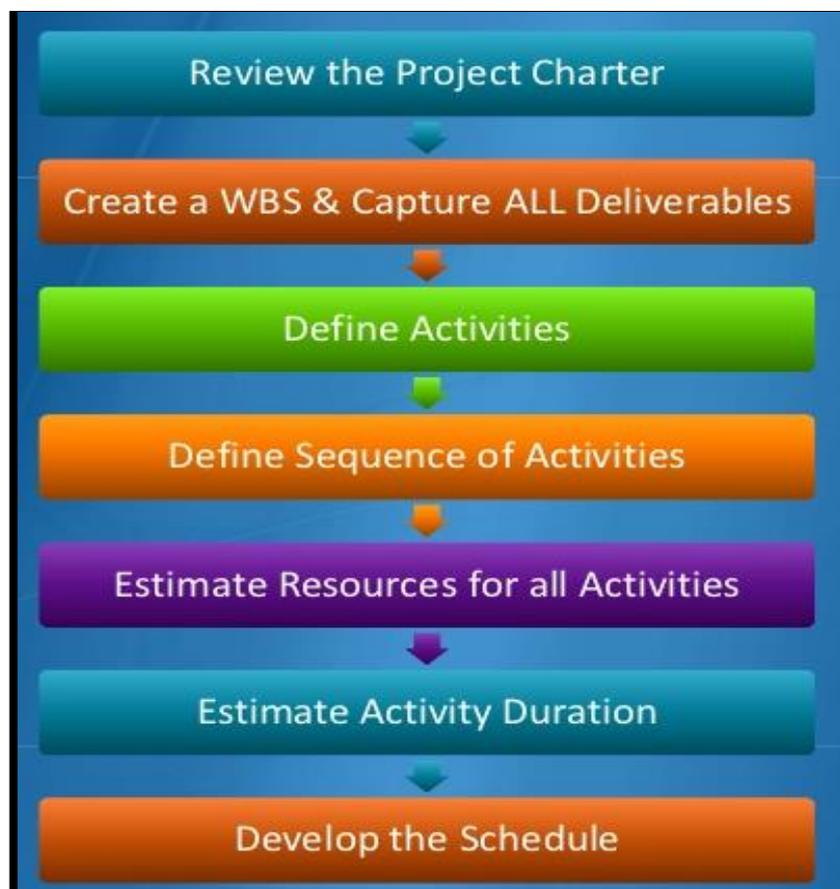 Review the Project Charter
Create a WBS & Capture ALL Deliverables
Define Activities
Define Sequence of Activities
Estimate Resources for all Activities
Estimate Activity Duration
Develop the Schedule